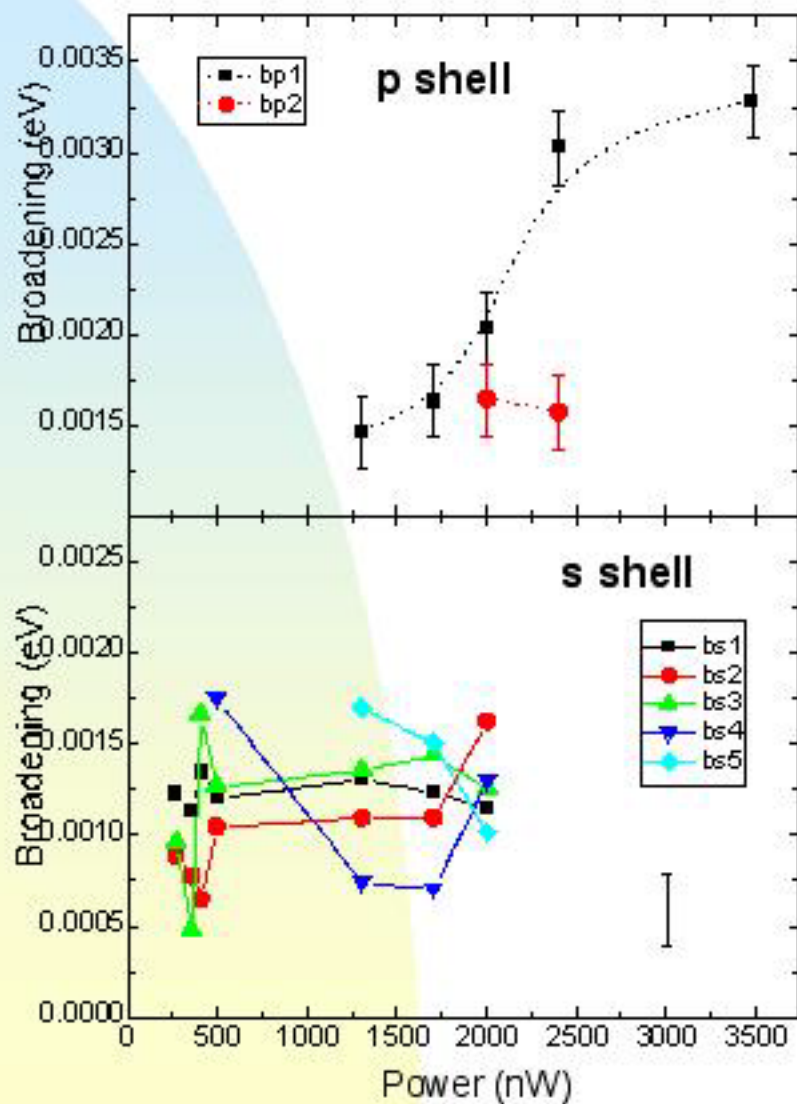 p shell
bp1
bp2
Broadening (eV)
0.0035
0.0030
0.0025
0.0020
0.0015
s shell
bs1
bs2
bs3
bs4
bs5
Broadening (eV)
0.0025
0.0020
0.0015
0.0010
0.0005
0.0000
0 500 1000 1500 2000 2500 3000 3500
Power (nW)